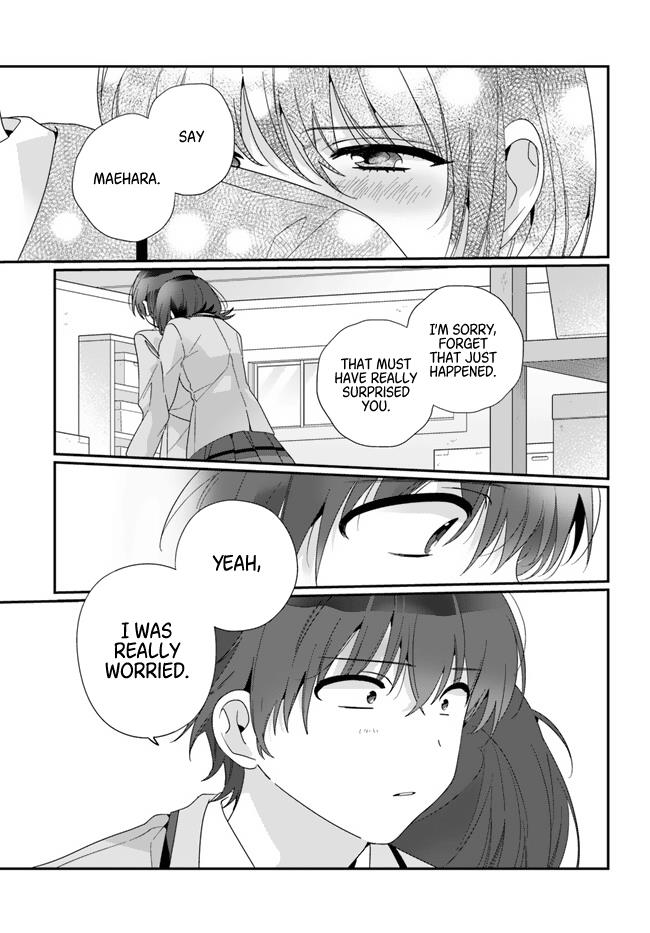 SAY
MAEHARA.
I'M SORRY,
FORGET
THAT JUST
HAPPENED.
THAT MUST
HAVE REALLY
SURPRISED
YOU.
YEAH,
I WAS
REALLY
WORRIED.